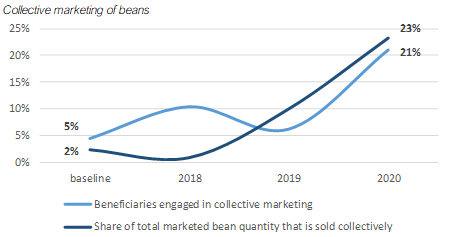 Collective marketing of beans
25%
23%
20%
21%
15%
10%
5%
5%
2%
0%
baseline 2018 2019 2020
Beneficiaries engaged in collective marketing
Share of total marketed bean quantity that is sold collectively